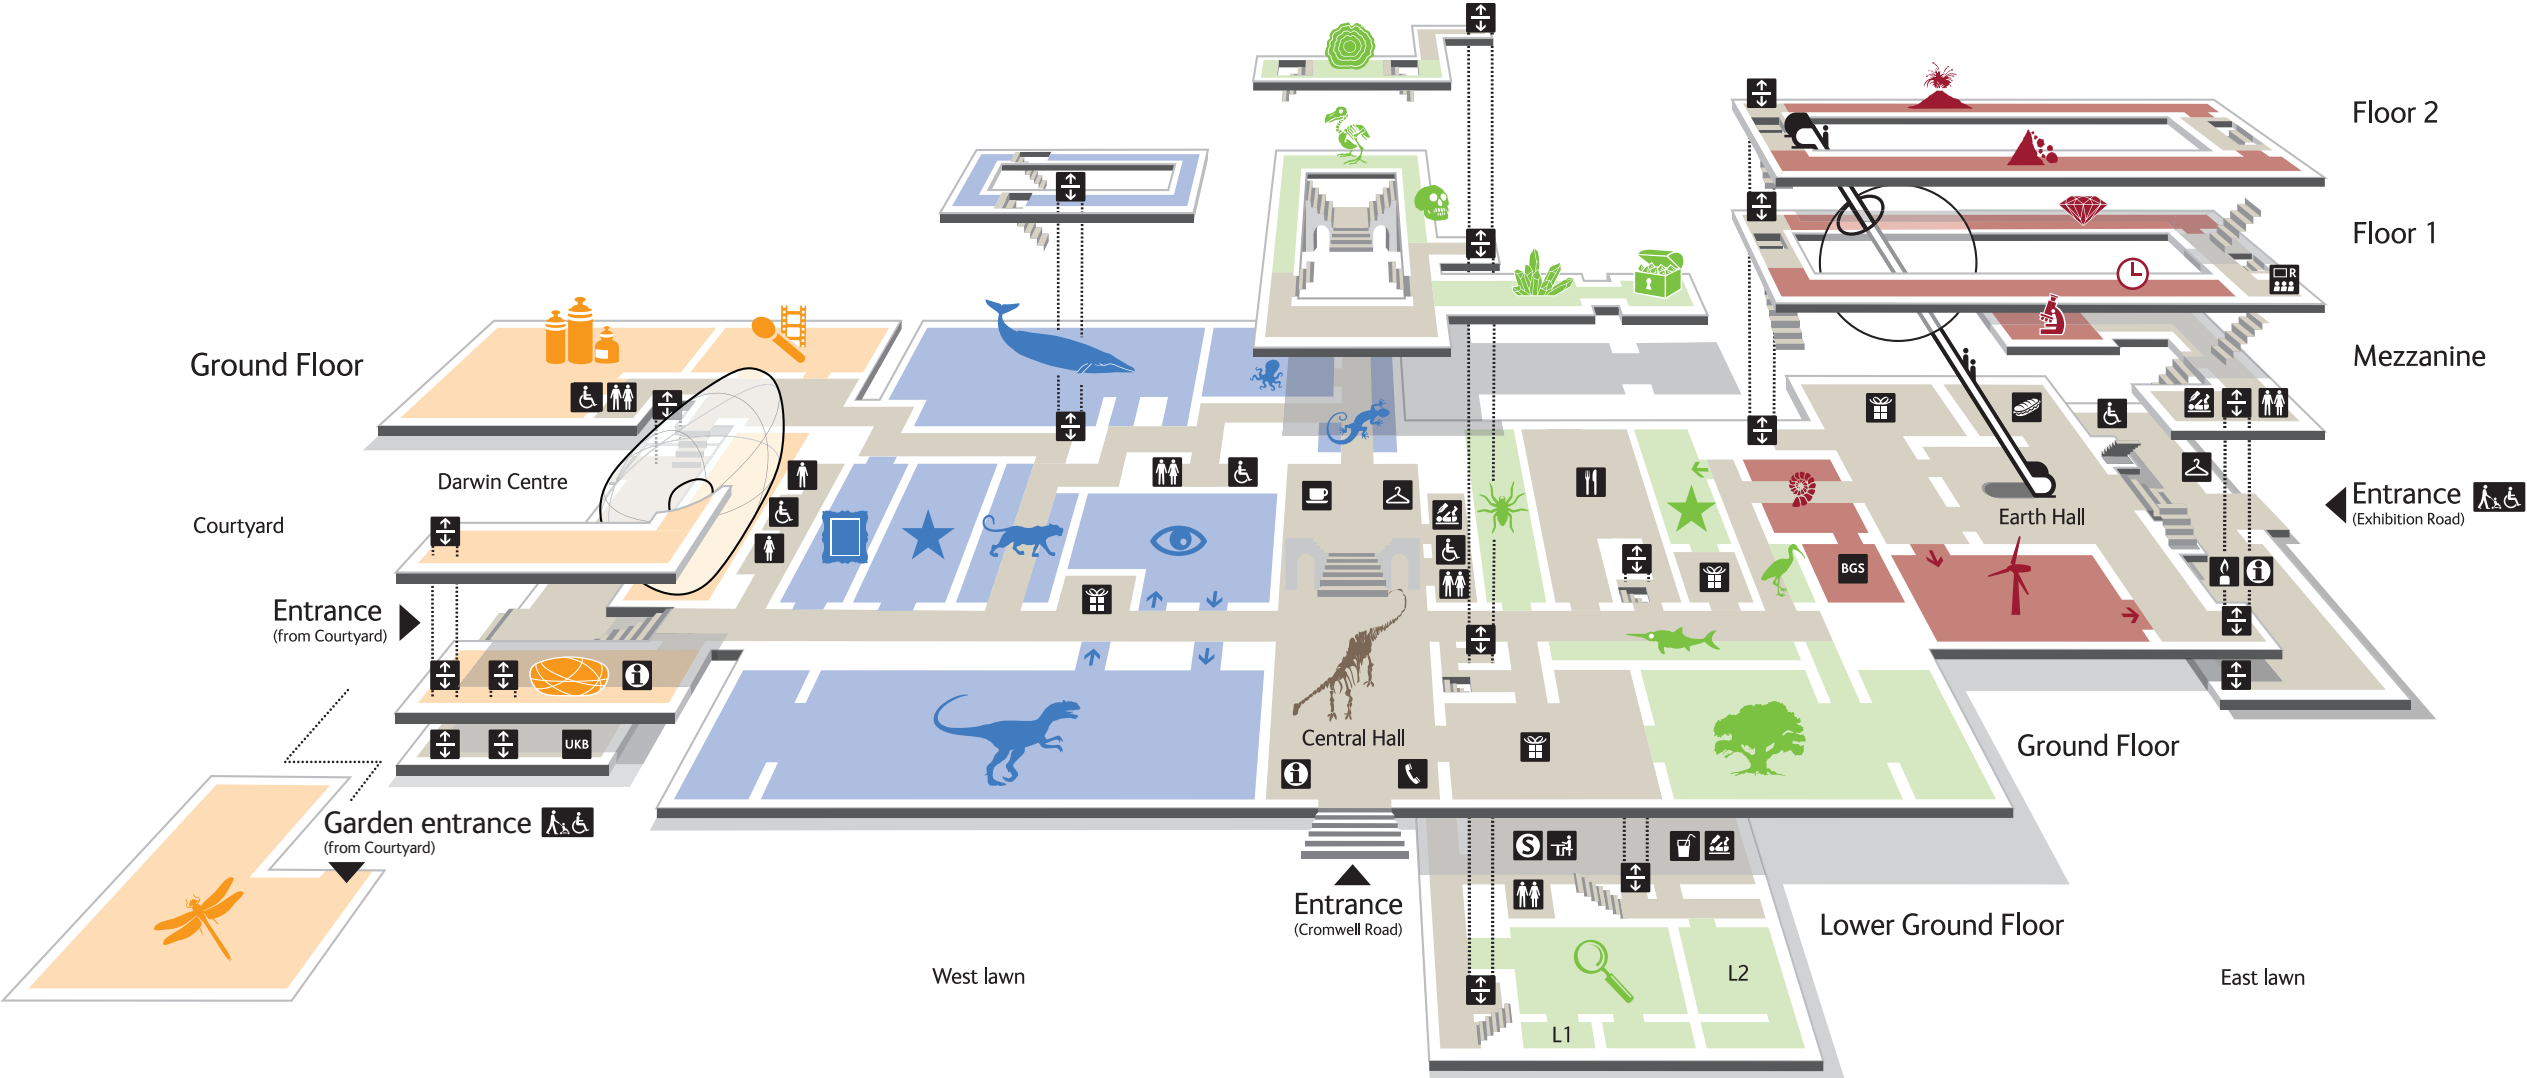 Floor 2
Floor 1
R
Ground Floor
Mezzanine
Darwin Centre
Courtyard
Entrance
(Exhibition Road)
Earth Hall
BGS
Entrance
(from Courtyard)
i
i
UKB
Central Hall
i
Ground Floor
Garden entrance
(from Courtyard)
S
Entrance
(Cromwell Road)
Lower Ground Floor
West lawn
L2
East lawn
L1